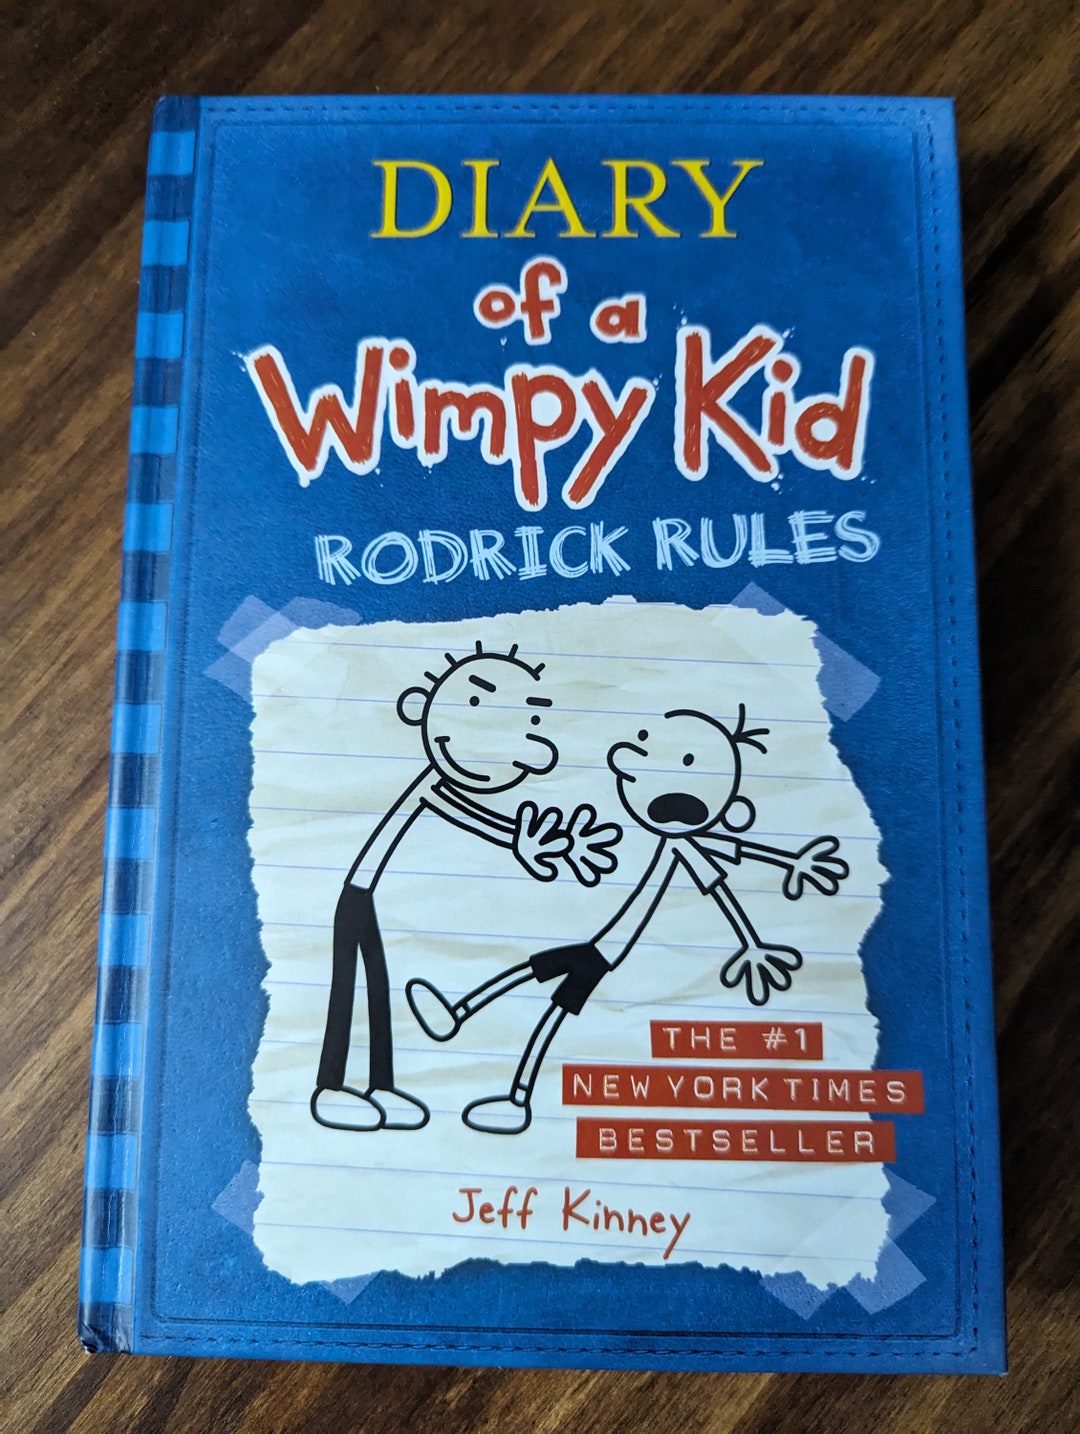 DIARY
of a
Wimpy Kid
RODRICK RULES
THE #1
NEW YORK TIMES
BESTSELLER
Jeff Kinney